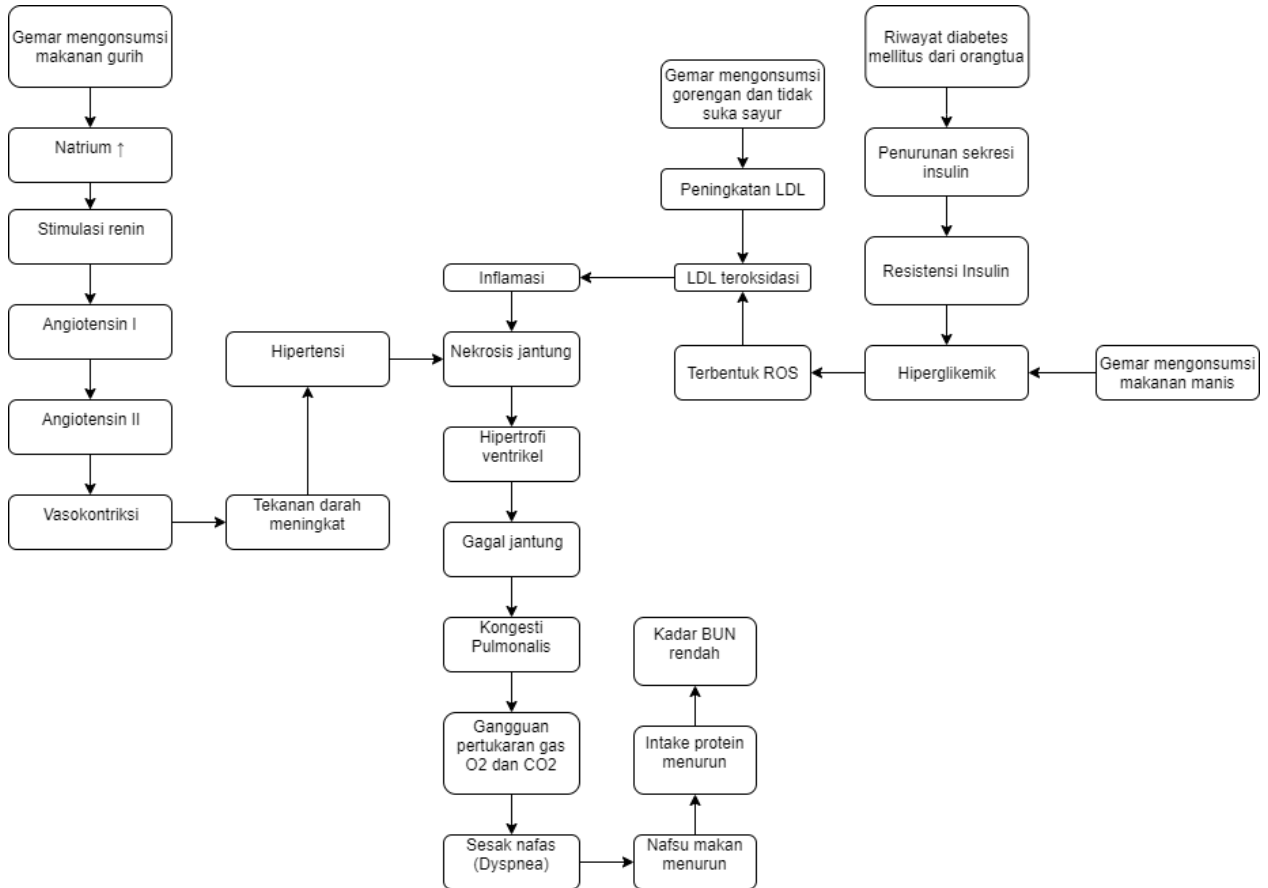 Gemar mengonsumsi
makanan gurih
Natrium ↑
Stimulasi renin
Angiotensin I
Angiotensin II
Vasokontriksi
Tekanan darah
meningkat
Hipertensi
Gemar mengonsumsi
gorengan dan tidak
suka sayur
Peningkatan LDL
LDL teroksidasi
Inflamasi
Riwayat diabetes
mellitus dari orangtua
Penurunan sekresi
insulin
Resistensi Insulin
Hiperglikemik
Gemar mengonsumsi
makanan manis
Terbentuk ROS
Nekrosis jantung
Hipertrofi
ventrikel
Gagal jantung
Kongesti
Pulmonalis
Gangguan
pertukaran gas
O2 dan CO2
Sesak nafas
(Dyspnea)
Nafsu makan
menurun
Intake protein
menurun
Kadar BUN
rendah